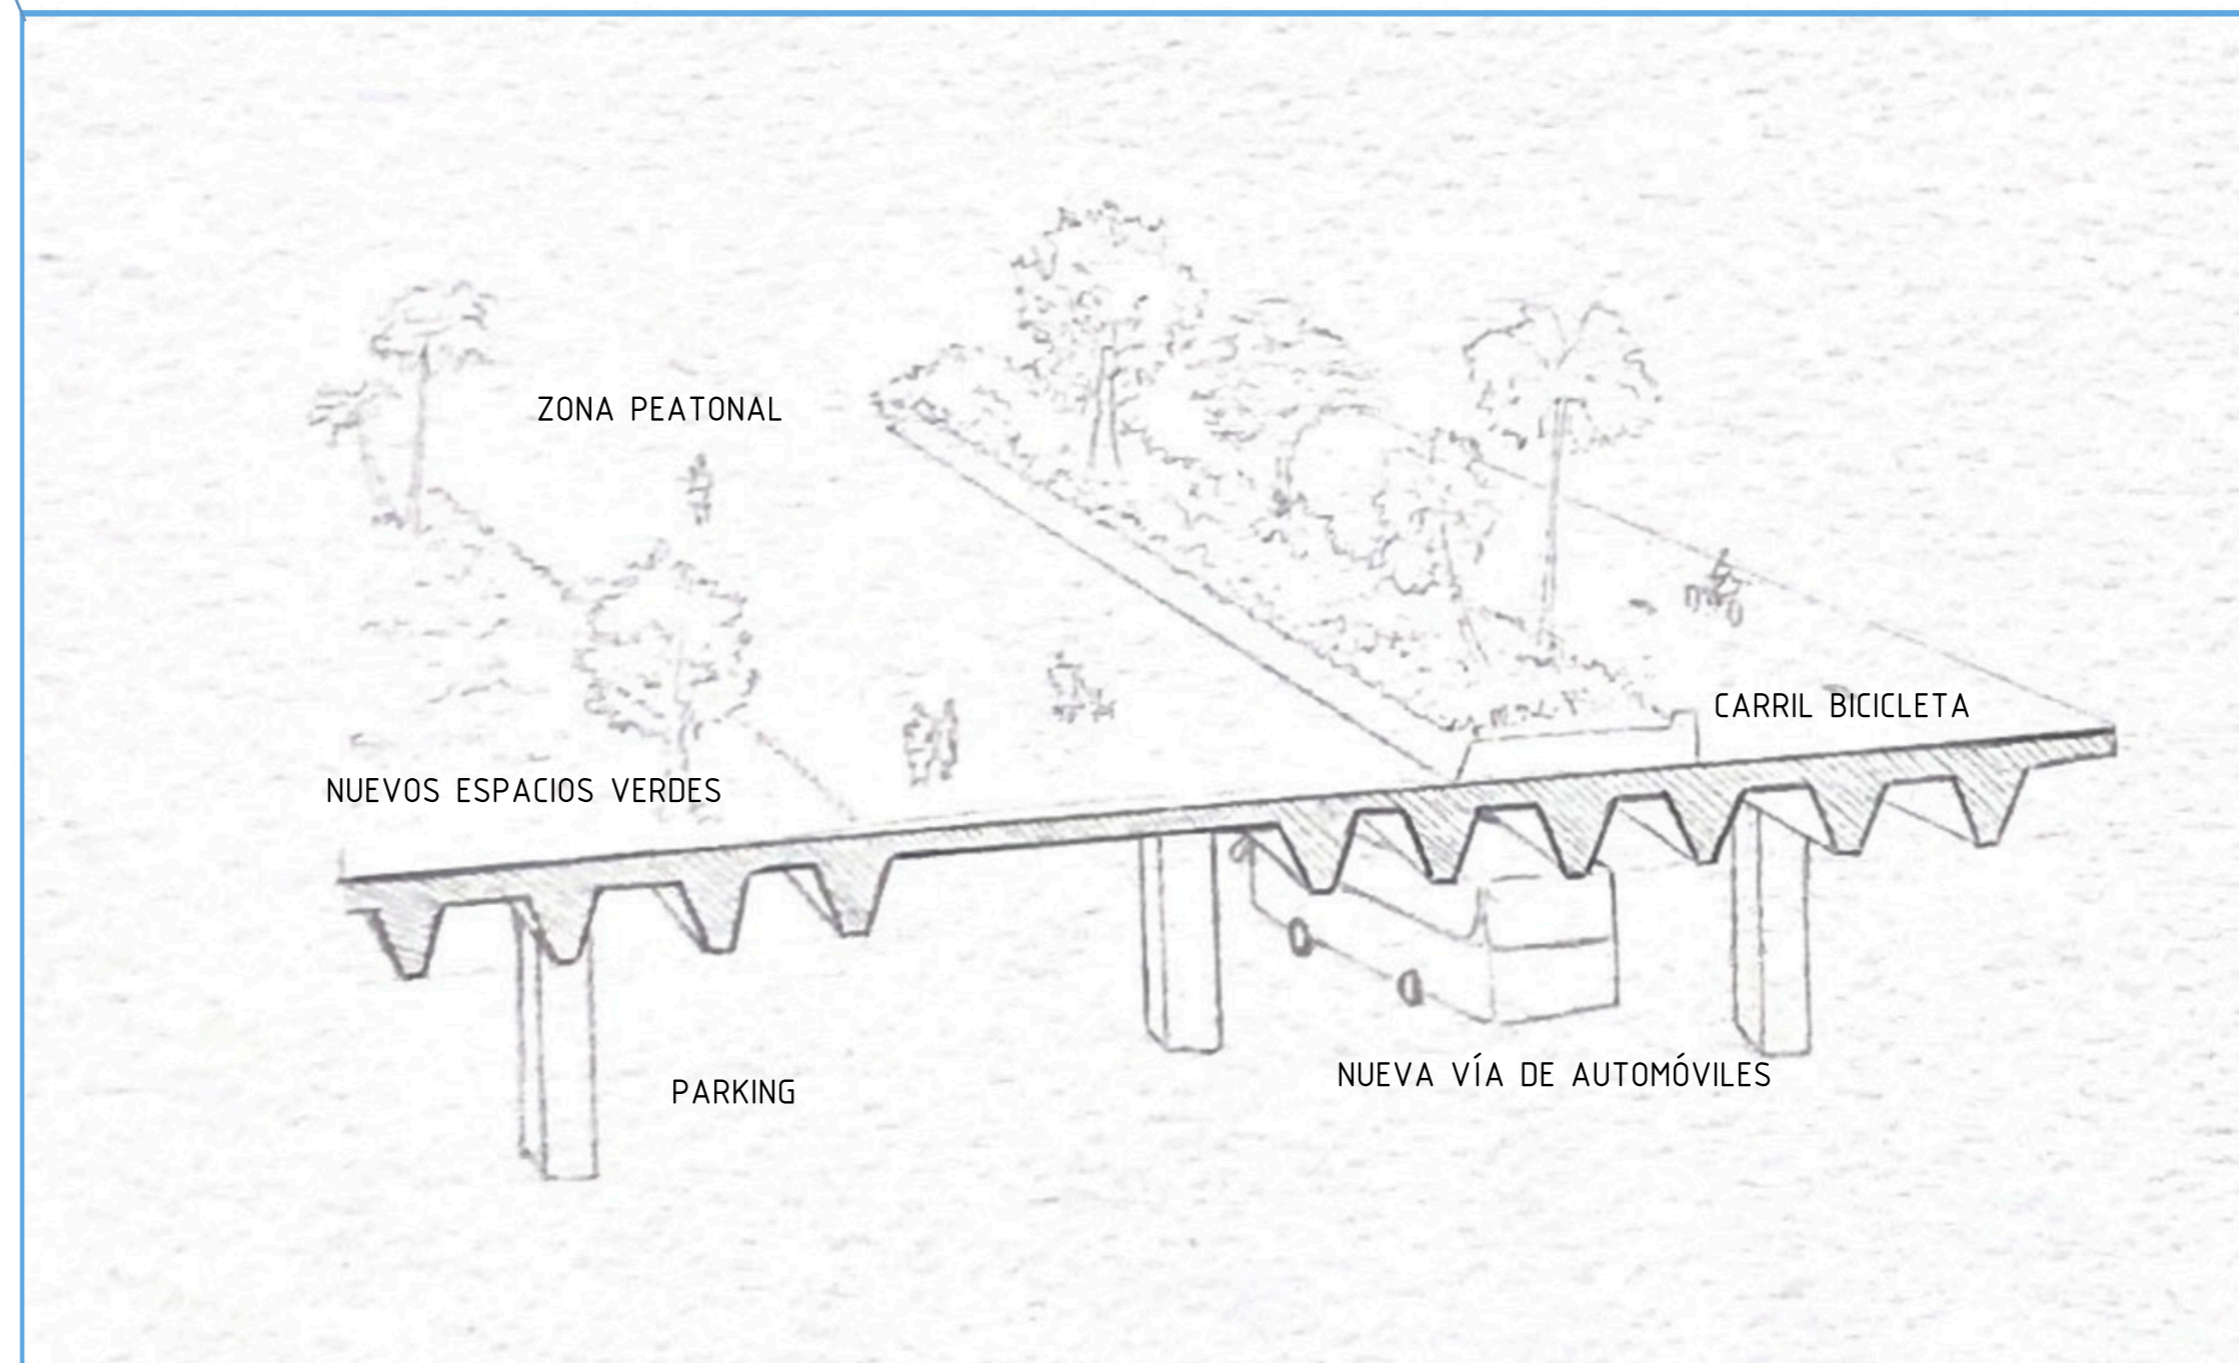 ZONA PEATONAL
CARRIL BICICLETA
NUEVOS ESPACIOS VERDES
NUEVA VÍA DE AUTOMÓVILES
PARKING